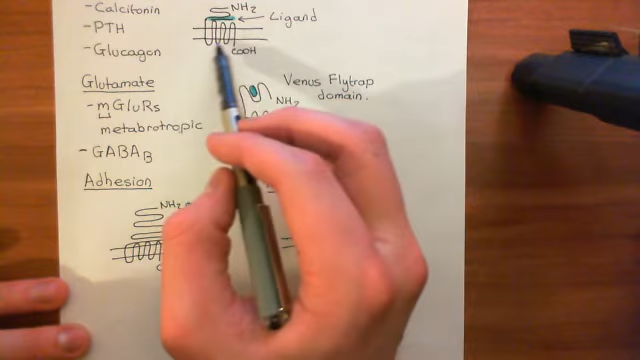 -Calcitonin
-PTH
-Glucagon
NH2
Ligand
COOH
Glutamate
-mGluRs
metabotropic
-GABAB
Venus Flytrap
domain.
NH2
Adhesion
NH2